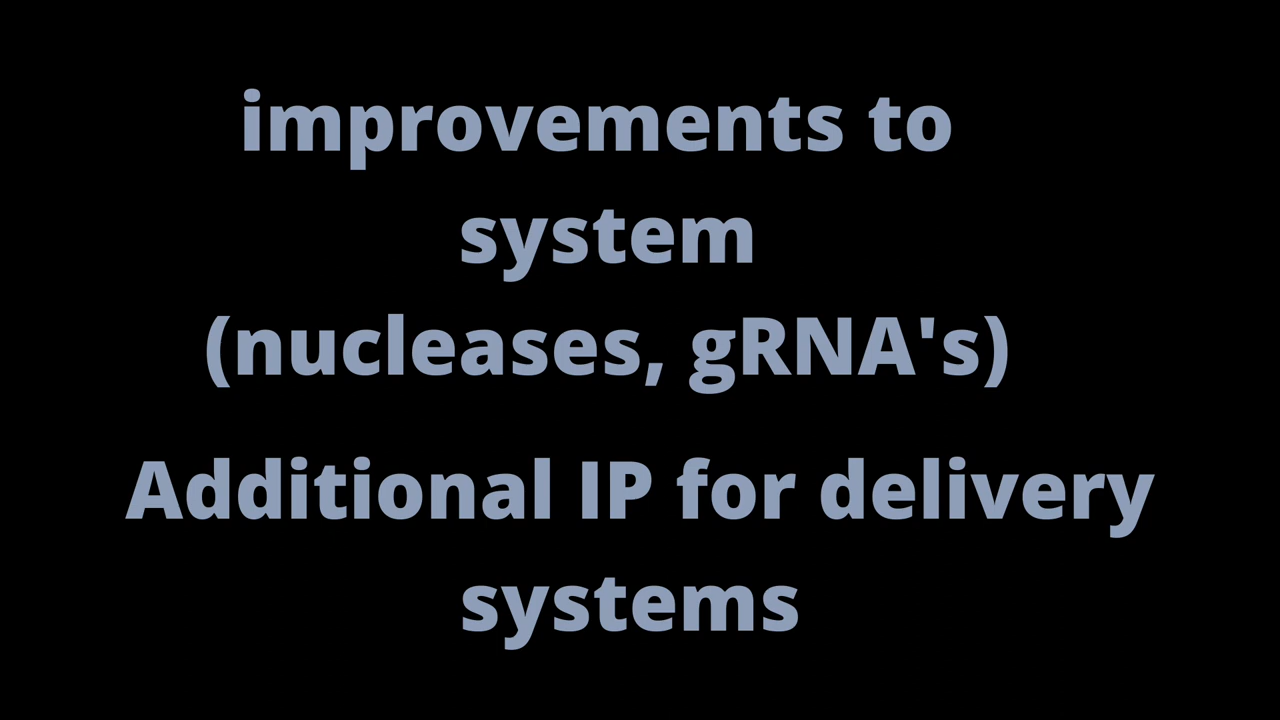 improvements to
system
(nucleases, gRNA's)
Additional IP for delivery
systems